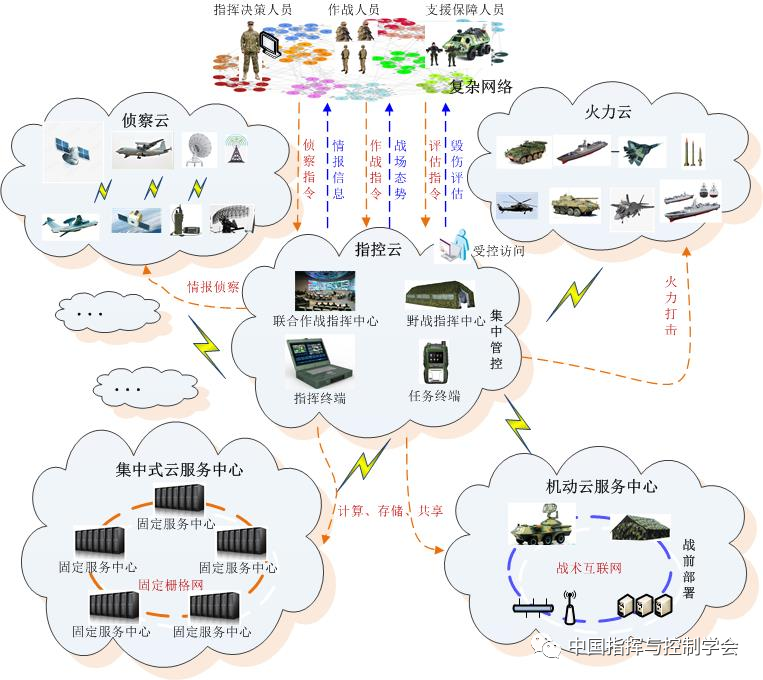 指挥决策人员
作战人员
支援保障人员
复杂网络
侦察云
火力云
侦察指令
情报信息
作战指令
战场态势
评估指令
毁伤评估
指控云
受控访问
情报侦察
联合作战指挥中心
野战指挥中心
集中管控
火力打击
指挥终端
任务终端
集中式云服务中心
机动云服务中心
计算、存储、共享
固定服务中心
固定服务中心
固定服务中心
固定栅格网
固定服务中心
固定服务中心
战术互联网
战前部署
中国指挥与控制学会